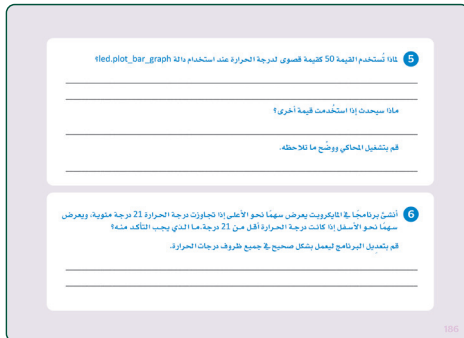 5 لماذا تُستخدم القيمة 50 كقيمة قصوى لدرجة الحرارة عند استخدام دالة led.plot_bar_graph؟
ماذا سيحدث إذا استخُدمت قيمة أخرى؟
قم بتشغيل المحاكي ووضّح ما تلاحظه.
6 أنشئ برنامجًا في المايكروبت يعرض سهمًا نحو الأعلى إذا تجاوزت درجة الحرارة 21 درجة مئوية، ويعرض
سهمًا نحو الأسفل إذا كانت درجة الحرارة أقل من 21 درجة.ما الذي يجب التأكد منه؟
قم بتعديل البرنامج ليعمل بشكل صحيح في جميع ظروف درجات الحرارة.
186